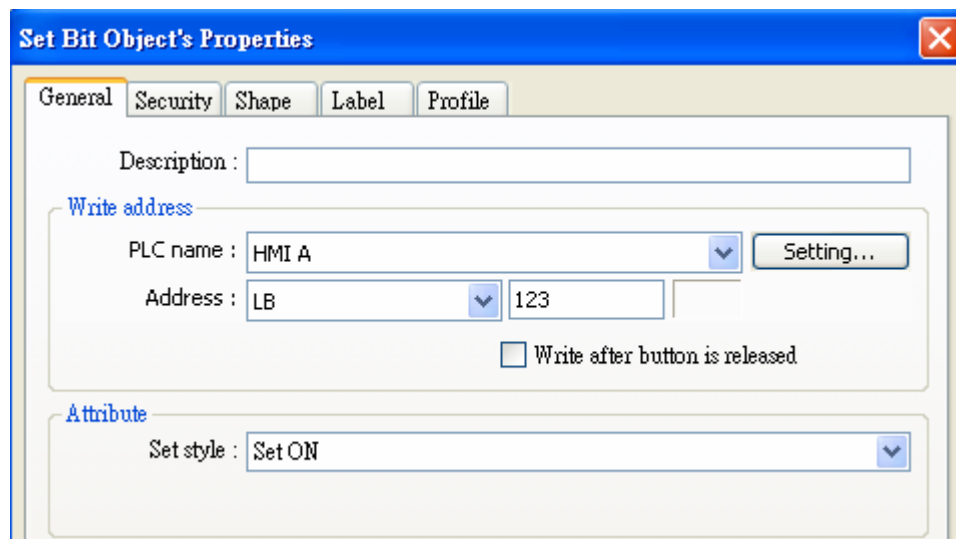 Set Bit Object's Properties
General Security Shape Label Profile
Description :
Write address
PLC name : HMI A Setting...
Address : LB 123
Write after button is released
Attribute
Set style : Set ON